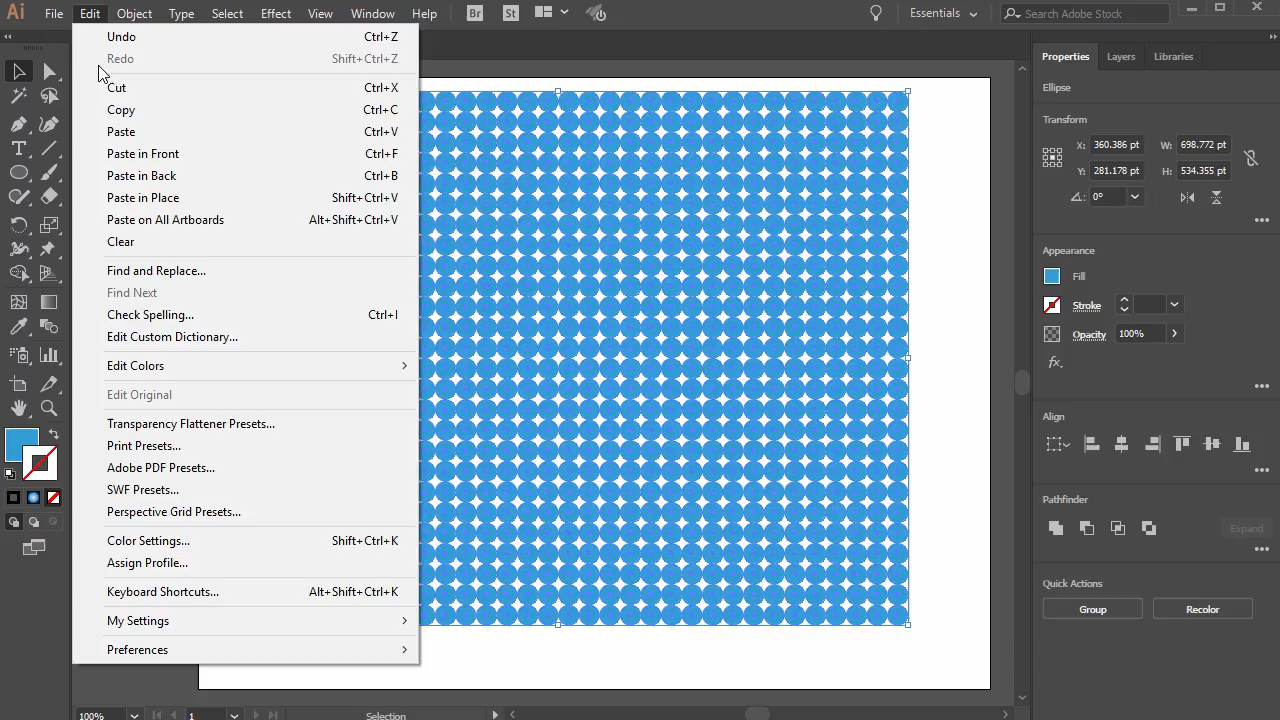 Ai File Edit Object Type Select Effect View Window Help Br St Essentials Search Adobe Stock
Undo Ctrl+Z
Redo Shift+Ctrl+Z
Cut Ctrl+X
Copy Ctrl+C
Paste Ctrl+V
Paste in Front Ctrl+F
Paste in Back Ctrl+B
Paste in Place Shift+Ctrl+V
Paste on All Artboards Alt+Shift+Ctrl+V
Clear
Find and Replace...
Find Next
Check Spelling... Ctrl+I
Edit Custom Dictionary...
Edit Colors
Edit Original
Transparency Flattener Presets...
Print Presets...
Adobe PDF Presets...
SWF Presets...
Perspective Grid Presets...
Color Settings... Shift+Ctrl+K
Assign Profile...
Keyboard Shortcuts... Alt+Shift+Ctrl+K
My Settings
Preferences
Properties Layers Libraries
Ellipse
Transform
X: 360.386 pt W: 698.772 pt
Y: 281.178 pt H: 534.355 pt
0°
Appearance
Fill
Stroke
Opacity 100%
fx.
Align
Pathfinder
Expand
Quick Actions
Group Recolor
100% 1 Selection